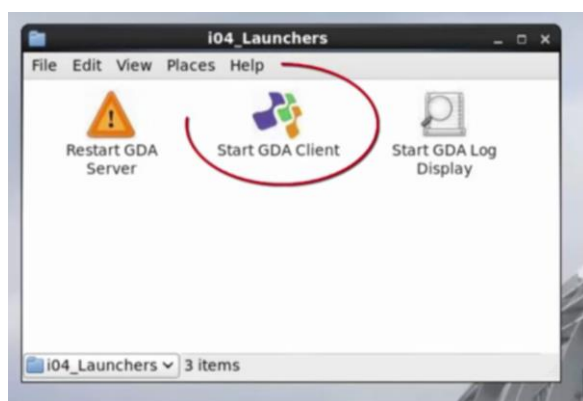 i04_Launchers
File Edit View Places Help
Restart GDA
Server
Start GDA Client
Start GDA Log
Display
i04_Launchers 3 items